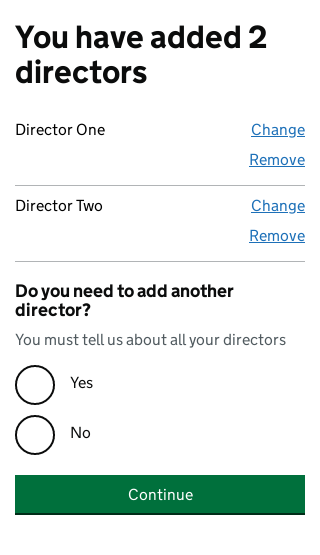 You have added 2
directors
Director One
Change
Remove
Director Two
Change
Remove
Do you need to add another
director?
You must tell us about all your directors
Yes
No
Continue